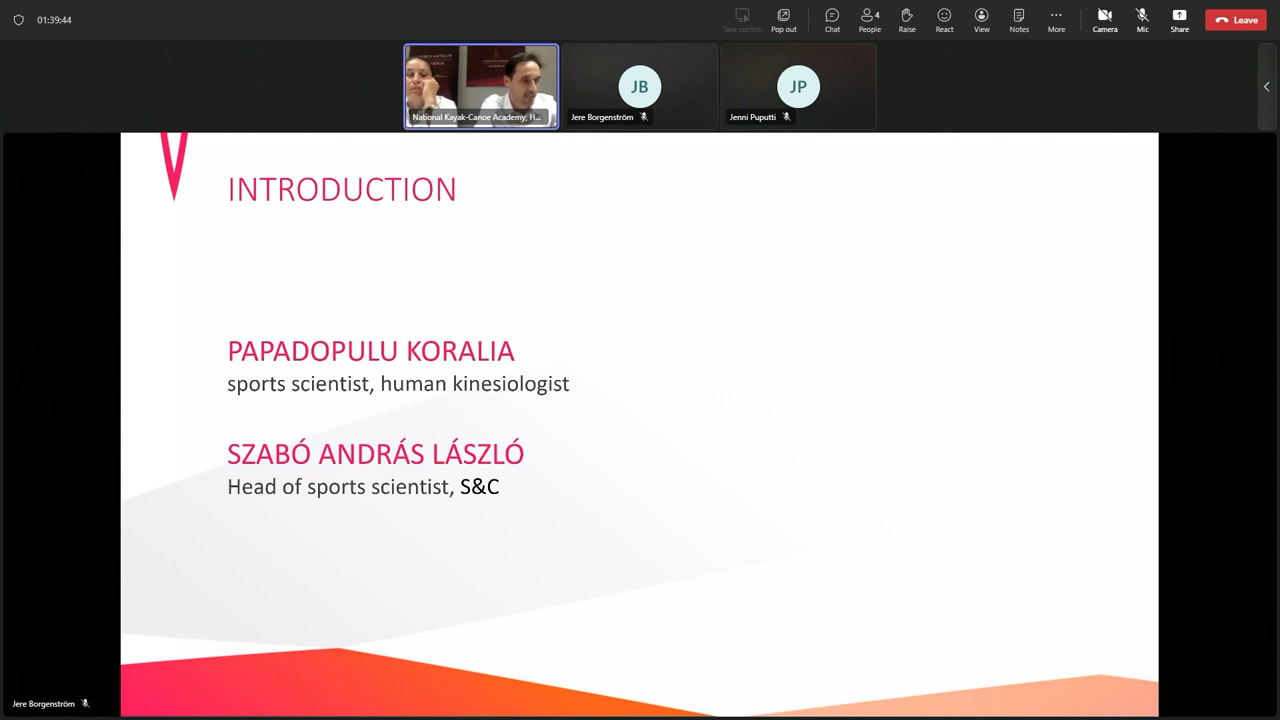 01:39:44
Take control
Pop out
Chat
4
People
Raise
React
View
Notes
More
Camera
Mic
Share
Leave
National Kayak-Canoe Academy, H...
JB
Jere Borgenström
JP
Jenni Puputti
INTRODUCTION
PAPADOPULU KORALIA
sports scientist, human kinesiologist
SZABÓ ANDRÁS LÁSZLÓ
Head of sports scientist, S&C
Jere Borgenström